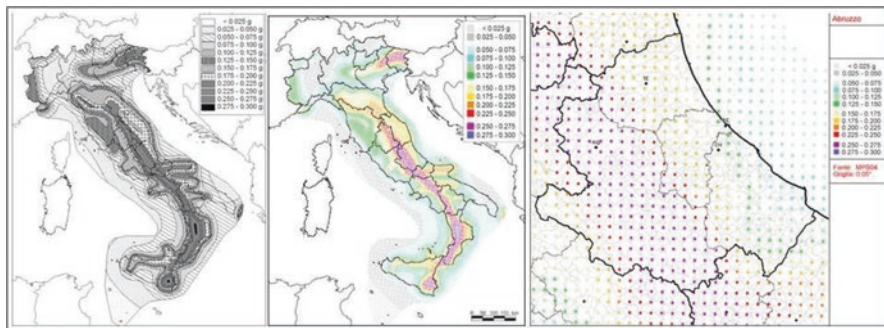 < 0.025 g
0.025 - 0.050 g
0.050 - 0.075 g
0.075 - 0.100 g
0.100 - 0.125 g
0.125 - 0.150 g
0.150 - 0.175 g
0.175 - 0.200 g
0.200 - 0.225 g
0.225 - 0.250 g
0.250 - 0.275 g
0.275 - 0.300 g
< 0.025 g
0.025 - 0.050
0.050 - 0.075
0.075 - 0.100
0.100 - 0.125
0.125 - 0.150
0.150 - 0.175
0.175 - 0.200
0.200 - 0.225
0.225 - 0.250
0.250 - 0.275
0.275 - 0.300
Abruzzo
< 0.025 g
0.025 - 0.050
0.050 - 0.075
0.075 - 0.100
0.100 - 0.125
0.125 - 0.150
0.150 - 0.175
0.175 - 0.200
0.200 - 0.225
0.225 - 0.250
0.250 - 0.275
0.275 - 0.300
Fonte: MPS04
Griglia: 0.05°